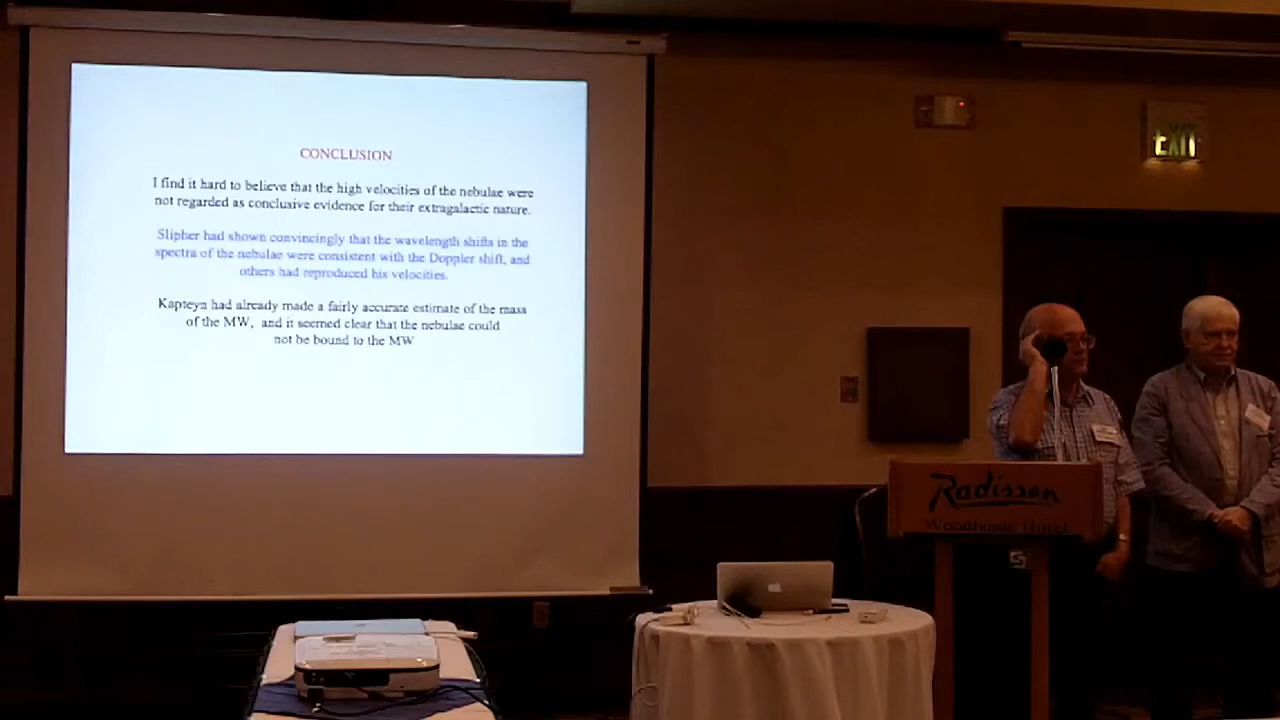 CONCLUSION
I find it hard to believe that the high velocities of the nebulae were
not regarded as conclusive evidence for their extragalactic nature.
Slipher had shown convincingly that the wavelength shifts in the
spectra of the nebulae were consistent with the Doppler shift, and
others had reproduced his velocities.
Kapteyn had already made a fairly accurate estimate of the mass
of the MW, and it seemed clear that the nebulae could
not be bound to the MW
EXIT
Radisson
Woodlands Hotel